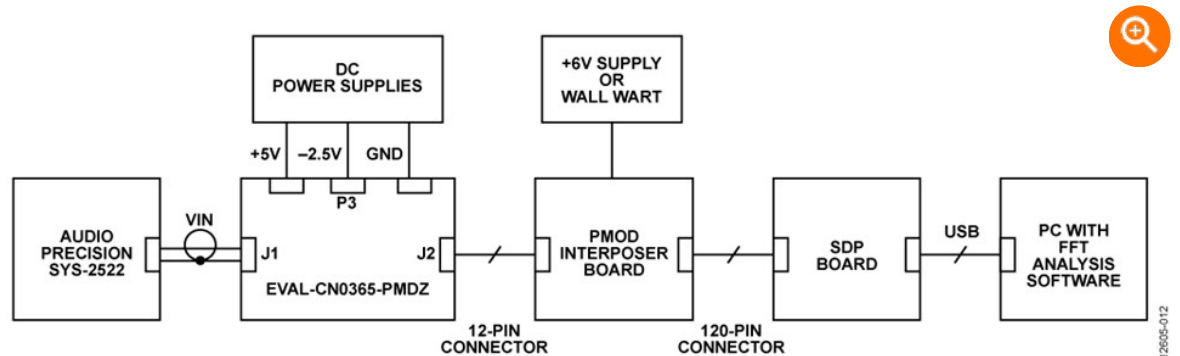 DC
POWER SUPPLIES
+6V SUPPLY
OR
WALL WART
+5V
–2.5V
GND
P3
AUDIO
PRECISION
SYS-2522
VIN
J1
J2
EVAL-CN0365-PMDZ
PMOD
INTERPOSER
BOARD
SDP
BOARD
USB
PC WITH
FFT
ANALYSIS
SOFTWARE
12-PIN
CONNECTOR
120-PIN
CONNECTOR
12605-012